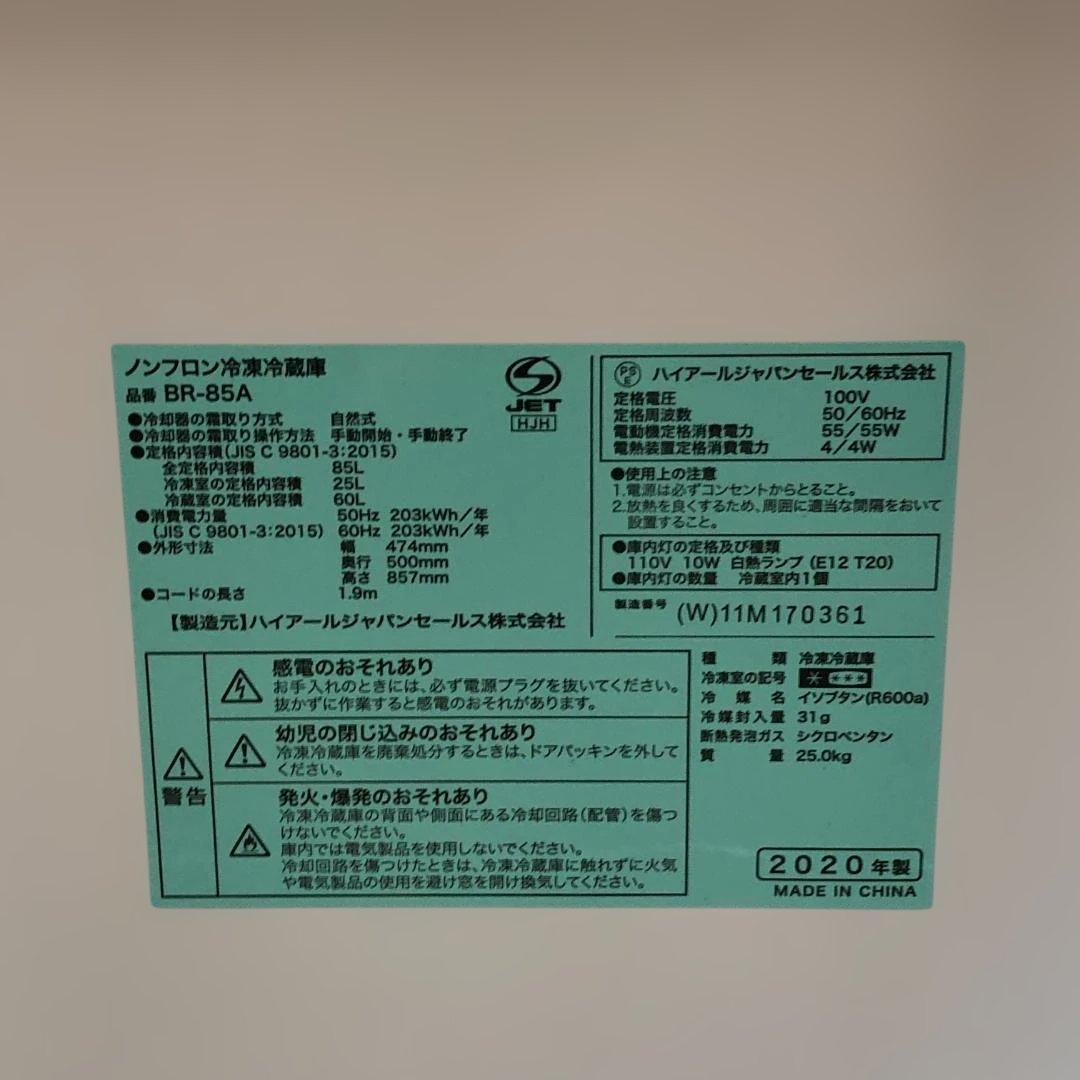 ノンフロン冷凍冷蔵庫
品番 BR-85A
JET
HJH
●冷却器の霜取り方式 自然式
●冷却器の霜取り操作方法 手動開始・手動終了
●定格内容積(JIS C 9801-3:2015)
全定格内容積 85L
冷凍室の定格内容積 25L
冷蔵室の定格内容積 60L
●消費電力量 50Hz 203kWh/年
(JIS C 9801-3:2015) 60Hz 203kWh/年
●外形寸法 幅 474mm
奥行 500mm
高さ 857mm
●コードの長さ 1.9m
【製造元】ハイアールジャパンセールス株式会社
PSE ハイアールジャパンセールス株式会社
定格電圧 100V
定格周波数 50/60Hz
電動機定格消費電力 55/55W
電熱装置定格消費電力 4/4W
●使用上の注意
1.電源は必ずコンセントからとること。
2.放熱を良くするため、周囲に適当な間隔をおいて
設置すること。
●庫内灯の定格及び種類
110V 10W 白熱ランプ (E12 T20)
●庫内灯の数量 冷蔵室内1個
製造番号 (W)11M170361
警告
感電のおそれあり
お手入れのときには、必ず電源プラグを抜いてください。
抜かずに作業すると感電のおそれがあります。
幼児の閉じ込みのおそれあり
冷凍冷蔵庫を廃棄処分するときは、ドアパッキンを外して
ください。
発火・爆発のおそれあり
冷凍冷蔵庫の背面や側面にある冷却回路(配管)を傷つ
けないでください。
庫内では電気製品を使用しないでください。
冷却回路を傷つけたときは、冷凍冷蔵庫に触れずに火気
や電気製品の使用を避け窓を開け換気してください。
種類 冷凍冷蔵庫
冷凍室の記号 * ***
冷媒名 イソブタン(R600a)
冷媒封入量 31g
断熱発泡ガス シクロペンタン
質量 25.0kg
2020年製
MADE IN CHINA